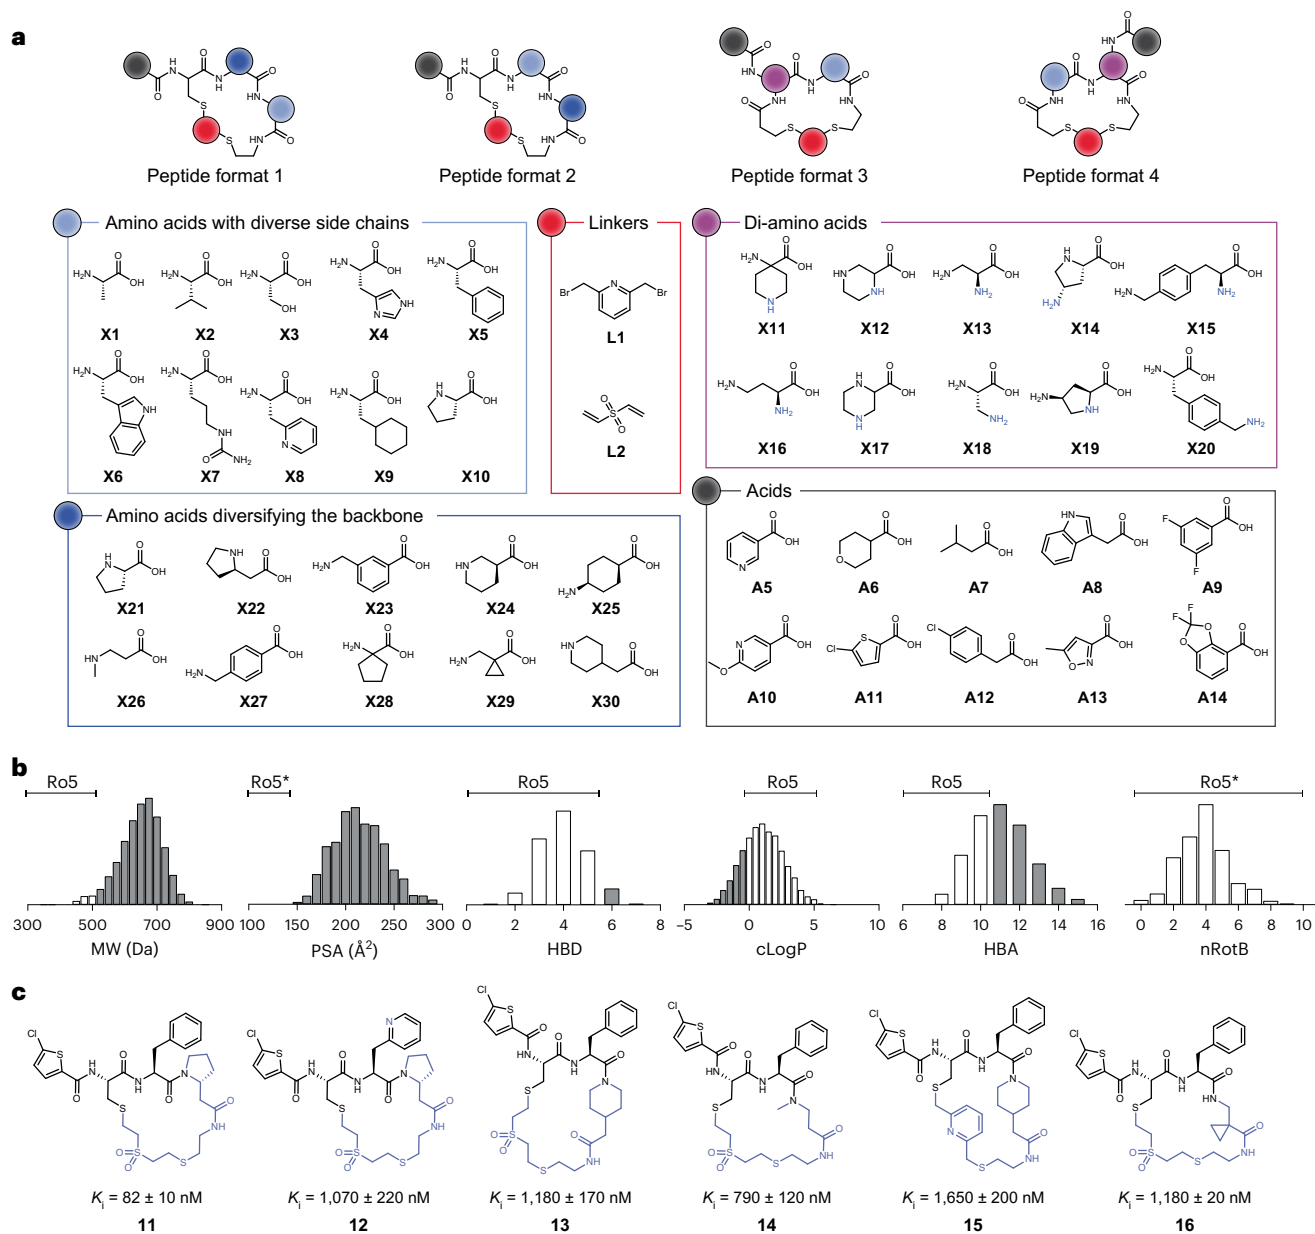 a
Peptide format 1
Peptide format 2
Peptide format 3
Peptide format 4
Amino acids with diverse side chains
X1 X2 X3 X4 X5
X6 X7 X8 X9 X10
Linkers
L1
L2
Di-amino acids
X11 X12 X13 X14 X15
X16 X17 X18 X19 X20
Amino acids diversifying the backbone
X21 X22 X23 X24 X25
X26 X27 X28 X29 X30
Acids
A5 A6 A7 A8 A9
A10 A11 A12 A13 A14
b
Ro5 Ro5* Ro5 Ro5 Ro5 Ro5*
300 500 700 900
MW (Da)
100 150 200 250 300
PSA (Å2)
0 2 4 6 8
HBD
−5 0 5 10
cLogP
6 8 10 12 14 16
HBA
0 2 4 6 8 10
nRotB
c
Ki = 82 ± 10 nM
11
Ki = 1,070 ± 220 nM
12
Ki = 1,180 ± 170 nM
13
Ki = 790 ± 120 nM
14
Ki = 1,650 ± 200 nM
15
Ki = 1,180 ± 20 nM
16